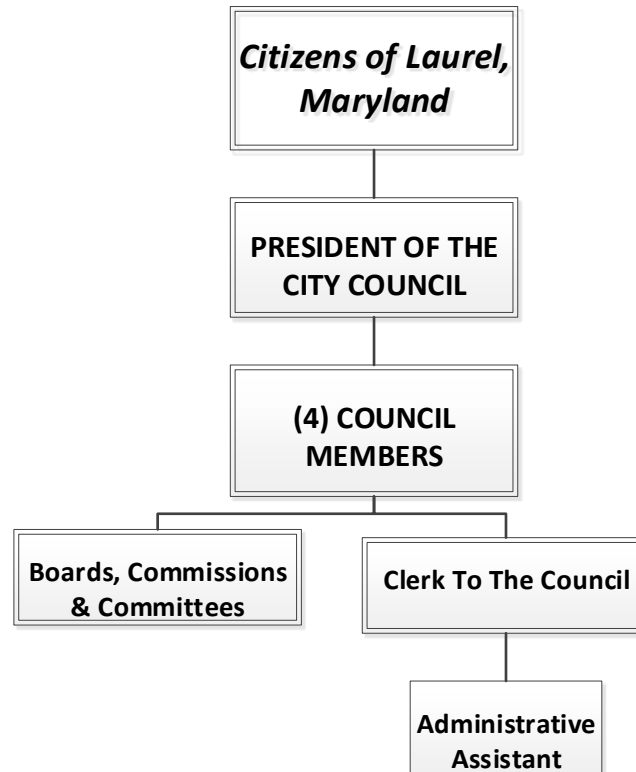 Citizens of Laurel,
Maryland
PRESIDENT OF THE
CITY COUNCIL
(4) COUNCIL
MEMBERS
Boards, Commissions
& Committees
Clerk To The Council
Administrative
Assistant